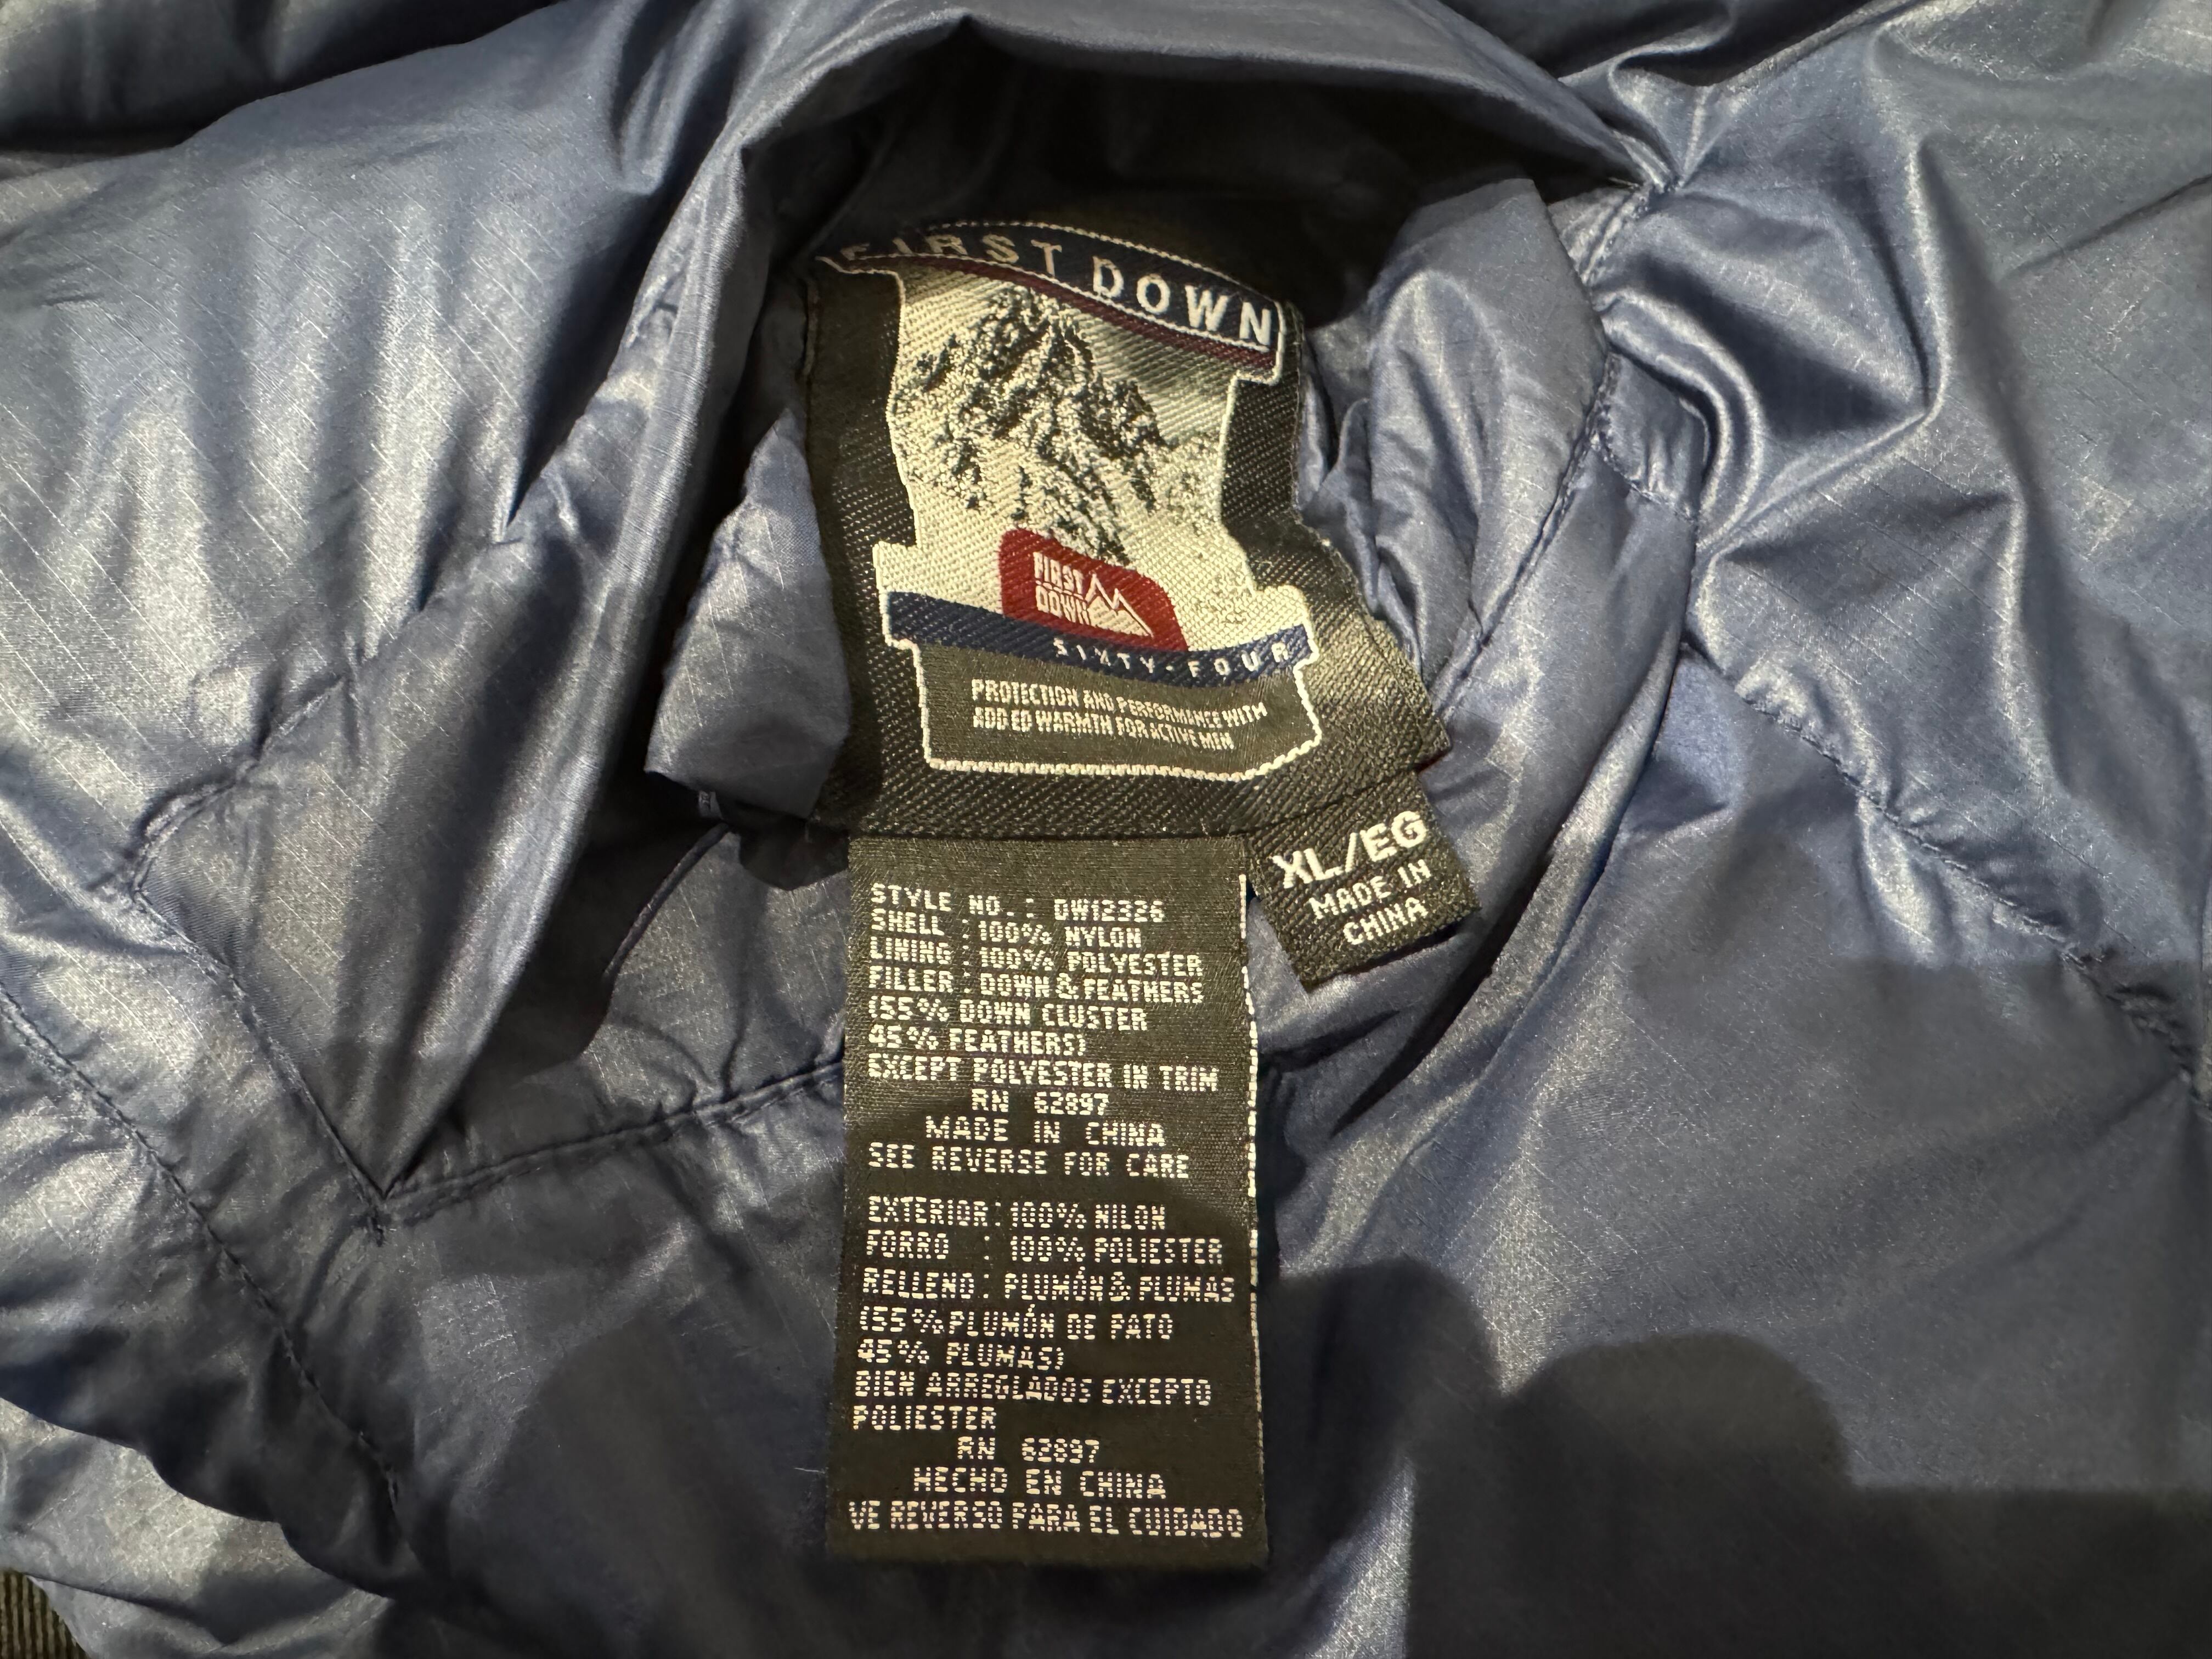 FIRST DOWN
FIRST
DOWN
SIXTY-FOUR
PROTECTION AND PERFORMANCE WITH
ADDED WARMTH FOR ACTIVE MEN
XL/EG
MADE IN
CHINA
STYLE NO.: DW12326
SHELL : 100% NYLON
LINING : 100% POLYESTER
FILLER : DOWN & FEATHERS
(55% DOWN CLUSTER
45% FEATHERS)
EXCEPT POLYESTER IN TRIM
RN 62897
MADE IN CHINA
SEE REVERSE FOR CARE
EXTERIOR: 100% NILON
FORRO : 100% POLIESTER
RELLENO: PLUMÓN & PLUMAS
(55% PLUMÓN DE PATO
45% PLUMAS)
BIEN ARREGLADOS EXCEPTO
POLIESTER
RN 62897
HECHO EN CHINA
VE REVERSO PARA EL CUIDADO